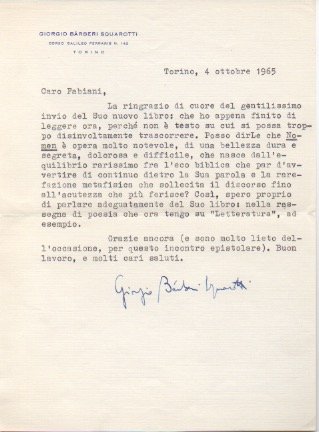 GIORGIO BÀRBERI SQUAROTTI
CORSO GALILEO FERRARIS N. 142
TORINO
Torino, 4 ottobre 1965
Caro Fabiani,
La ringrazio di cuore del gentilissimo
invio del Suo nuovo libro: che ho appena finito di
leggere ora, perché non è testo su cui si possa trop-
po disinvoltamente trascorrere. Posso dirLe che No-
men è opera molto notevole, di una bellezza dura e
segreta, dolorosa e difficile, che nasce dall'e-
quilibrio rarissimo fra l'eco biblica che par d'av-
vertire di continuo dietro la Sua parola e la rare-
fazione metafisica che sollecita il discorso fino
all'acutezza che più ferisce? Così, spero proprio
di parlare adeguatamente del Suo libro: nella ras-
segna di poesia che ora tengo su "Letteratura", ad
esempio.
Grazie ancora (e sono molto lieto del-
l'occasione, per questo incontro epistolare). Buon
lavoro, e molti cari saluti.
Giorgio Bàrberi Squarotti